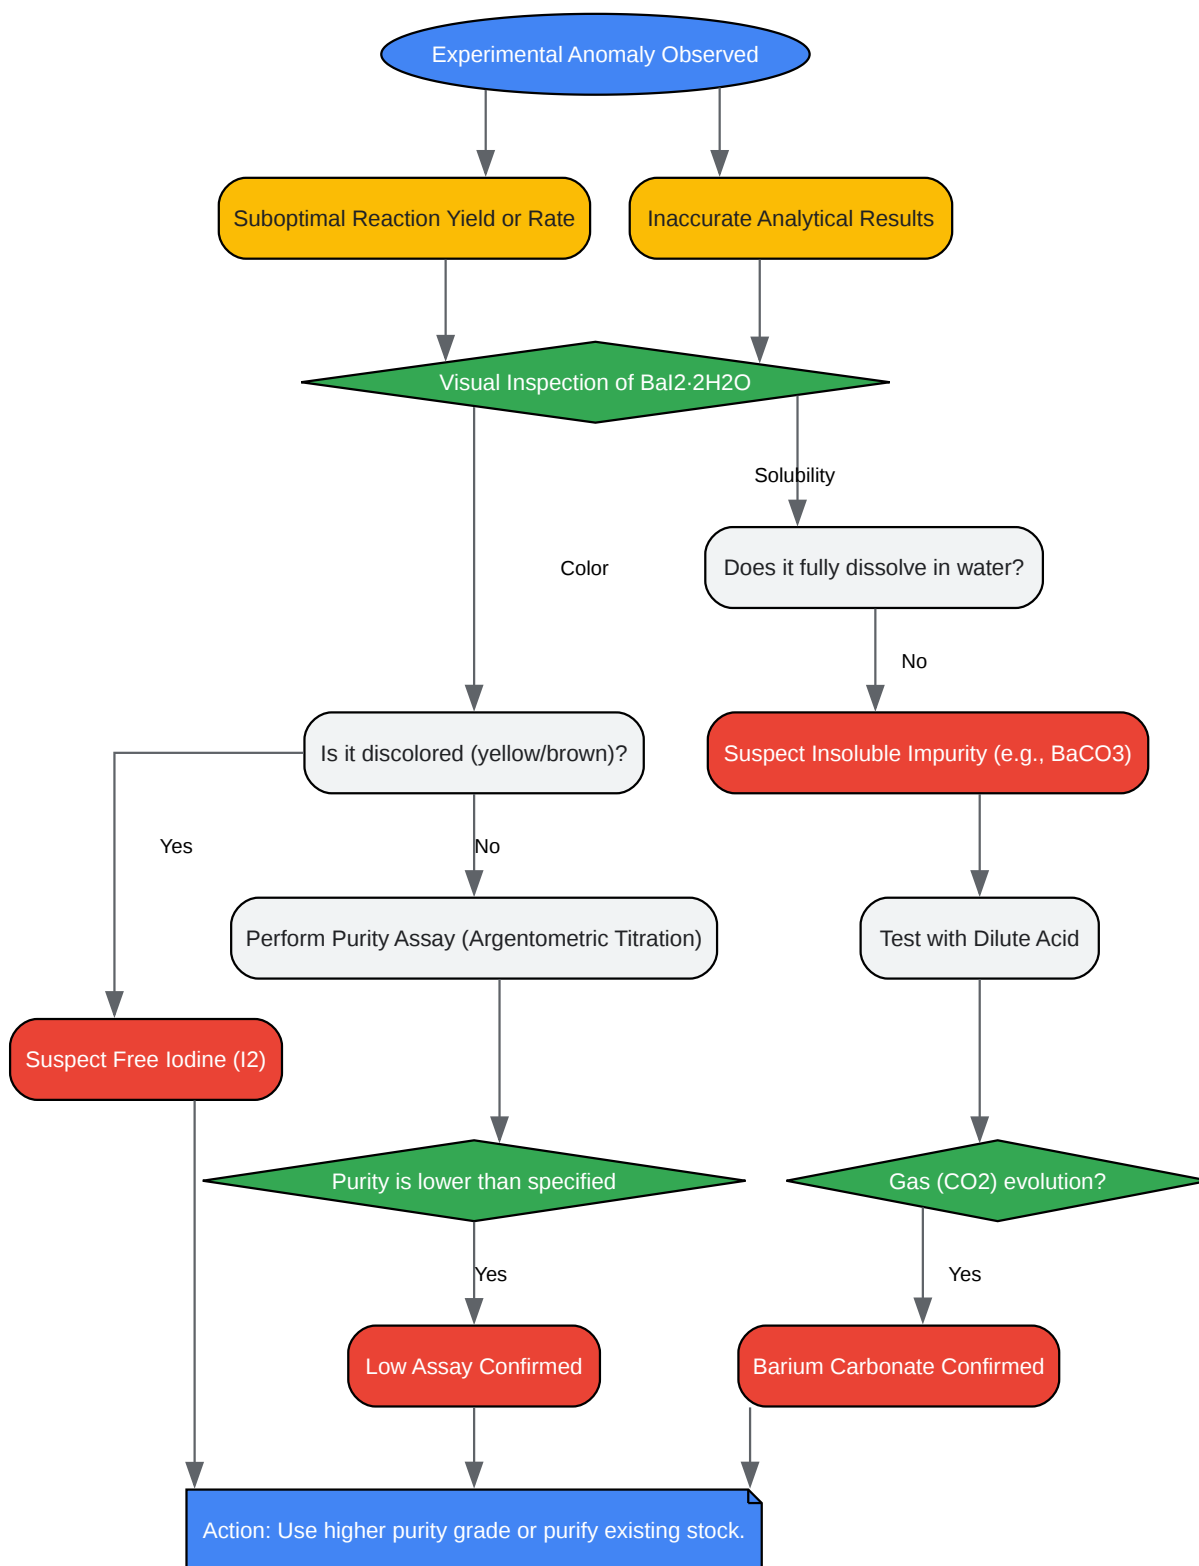 Experimental Anomaly Observed
Suboptimal Reaction Yield or Rate
Inaccurate Analytical Results
Visual Inspection of BaI2·2H2O
Solubility
Color
Does it fully dissolve in water?
No
Is it discolored (yellow/brown)?
Suspect Insoluble Impurity (e.g., BaCO3)
Yes
No
Perform Purity Assay (Argentometric Titration)
Test with Dilute Acid
Suspect Free Iodine (I2)
Purity is lower than specified
Gas (CO2) evolution?
Yes
Yes
Low Assay Confirmed
Barium Carbonate Confirmed
Action: Use higher purity grade or purify existing stock.